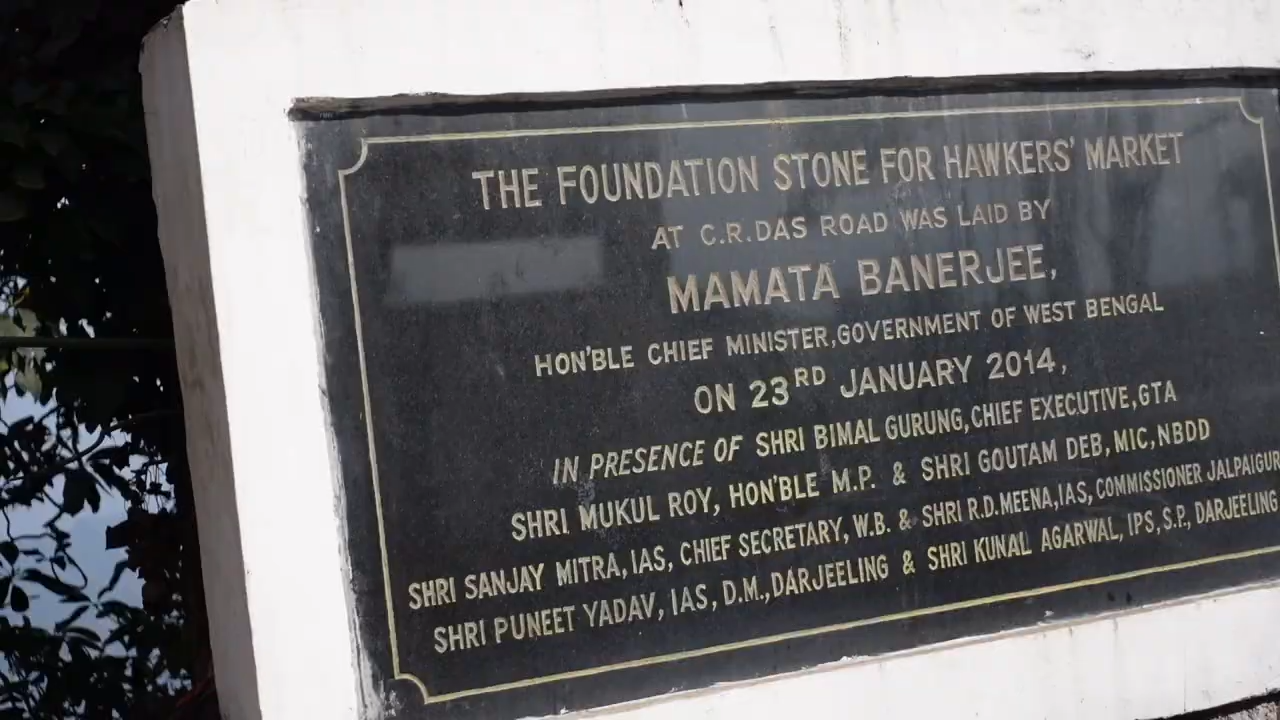 THE FOUNDATION STONE FOR HAWKERS' MARKET
AT C.R.DAS ROAD WAS LAID BY
MAMATA BANERJEE,
HON'BLE CHIEF MINISTER,GOVERNMENT OF WEST BENGAL
ON 23RD JANUARY 2014,
IN PRESENCE OF SHRI BIMAL GURUNG,CHIEF EXECUTIVE,GTA
SHRI MUKUL ROY, HON'BLE M.P. & SHRI GOUTAM DEB, MIC,NBDD
SHRI SANJAY MITRA, IAS, CHIEF SECRETARY, W.B. & SHRI R.D.MEENA,IAS, COMMISSIONER JALPAIGUR
SHRI PUNEET YADAV, IAS, D.M.,DARJEELING & SHRI KUNAL AGARWAL, IPS,S.P., DARJEELING